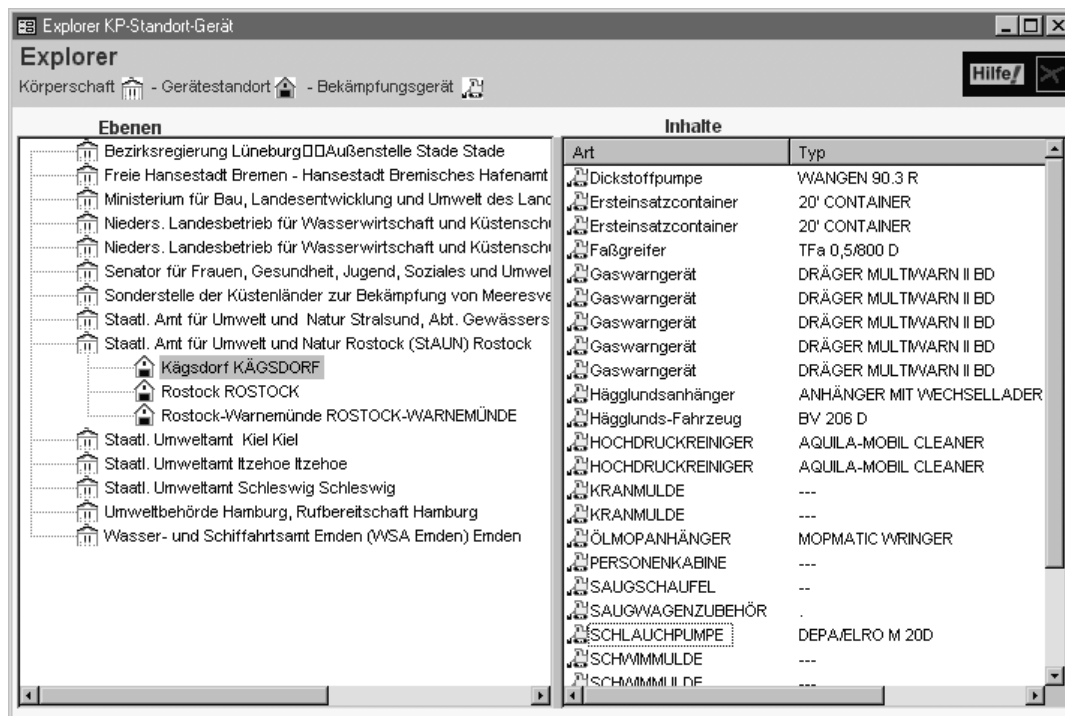 Explorer KP-Standort-Gerät
Explorer
Körperschaft - Gerätestandort - Bekämpfungsgerät
Hilfe!
Ebenen
Bezirksregierung Lüneburg□□Außenstelle Stade Stade
Freie Hansestadt Bremen - Hansestadt Bremisches Hafenamt
Ministerium für Bau, Landesentwicklung und Umwelt des Land
Nieders. Landesbetrieb für Wasserwirtschaft und Küstenschu
Nieders. Landesbetrieb für Wasserwirtschaft und Küstenschu
Senator für Frauen, Gesundheit, Jugend, Soziales und Umwel
Sonderstelle der Küstenländer zur Bekämpfung von Meeresve
Staatl. Amt für Umwelt und Natur Stralsund, Abt. Gewässers
Staatl. Amt für Umwelt und Natur Rostock (StAUN) Rostock
Kägsdorf KÄGSDORF
Rostock ROSTOCK
Rostock-Warnemünde ROSTOCK-WARNEMÜNDE
Staatl. Umweltamt Kiel Kiel
Staatl. Umweltamt Itzehoe Itzehoe
Staatl. Umweltamt Schleswig Schleswig
Umweltbehörde Hamburg, Rufbereitschaft Hamburg
Wasser- und Schiffahrtsamt Emden (WSA Emden) Emden
Inhalte
Art Typ
Dickstoffpumpe WANGEN 90.3 R
Ersteinsatzcontainer 20' CONTAINER
Ersteinsatzcontainer 20' CONTAINER
Faßgreifer TFa 0,5/800 D
Gaswarngerät DRÄGER MULTIWARN II BD
Gaswarngerät DRÄGER MULTIWARN II BD
Gaswarngerät DRÄGER MULTIWARN II BD
Gaswarngerät DRÄGER MULTIWARN II BD
Gaswarngerät DRÄGER MULTIWARN II BD
Hägglundsanhänger ANHÄNGER MIT WECHSELLADER
Hägglunds-Fahrzeug BV 206 D
HOCHDRUCKREINIGER AQUILA-MOBIL CLEANER
HOCHDRUCKREINIGER AQUILA-MOBIL CLEANER
KRANMULDE ---
KRANMULDE ---
ÖLMOPANHÄNGER MOPMATIC WRINGER
PERSONENKABINE ---
SAUGSCHAUFEL --
SAUGWAGENZUBEHÖR .
SCHLAUCHPUMPE DEPA/ELRO M 20D
SCHWIMMULDE ---
SCHWIMMULDE ---